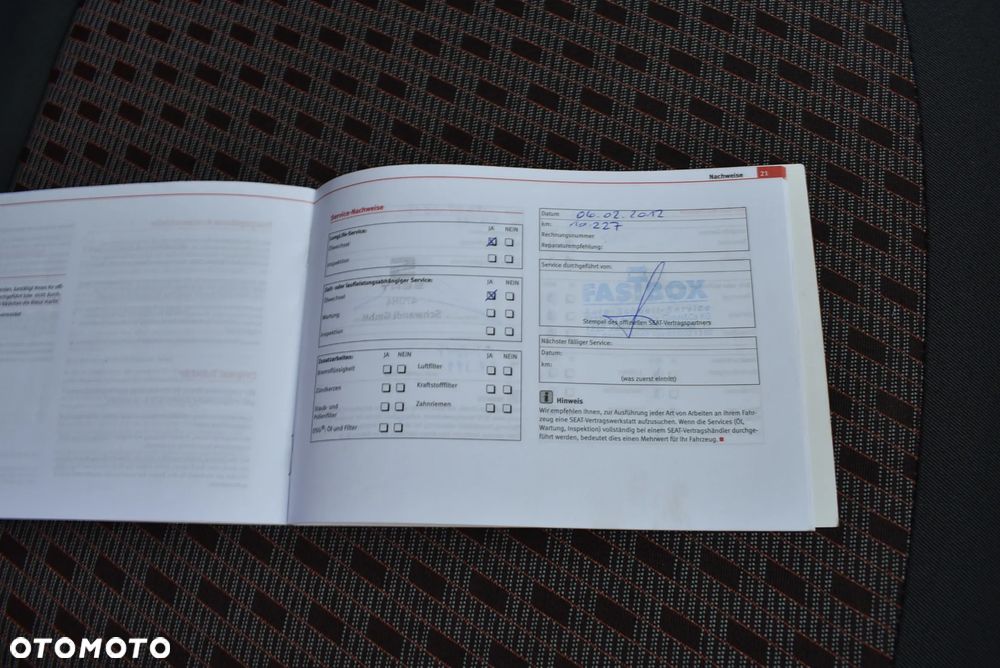 Nachweise 21
Service-Nachweise
LongLife-Service:
JA NEIN
Ölwechsel
Inspektion
Zeit- oder laufleistungsabhängiger Service:
JA NEIN
Ölwechsel
Wartung
Inspektion
Zusatzarbeiten:
JA NEIN
JA NEIN
Bremsflüssigkeit
Luftfilter
Zündkerzen
Kraftstofffilter
Staub- und
Pollenfilter
Zahnriemen
DSG®: Öl und Filter
Datum 06.02.2012
km: 10.227
Rechnungsnummer
Reparaturempfehlung:
Service durchgeführt von:
FASTBOX
Stempel des offiziellen SEAT-Vertragspartners
Nächster fälliger Service:
Datum:
km:
(was zuerst eintritt)
Hinweis
Wir empfehlen Ihnen, zur Ausführung jeder Art von Arbeiten an Ihrem Fahr-
zeug eine SEAT-Vertragswerkstatt aufzusuchen. Wenn die Services (Öl,
Wartung, Inspektion) vollständig bei einem SEAT-Vertragshändler durchge-
führt werden, bedeutet dies einen Mehrwert für Ihr Fahrzeug.
OTOMOTO